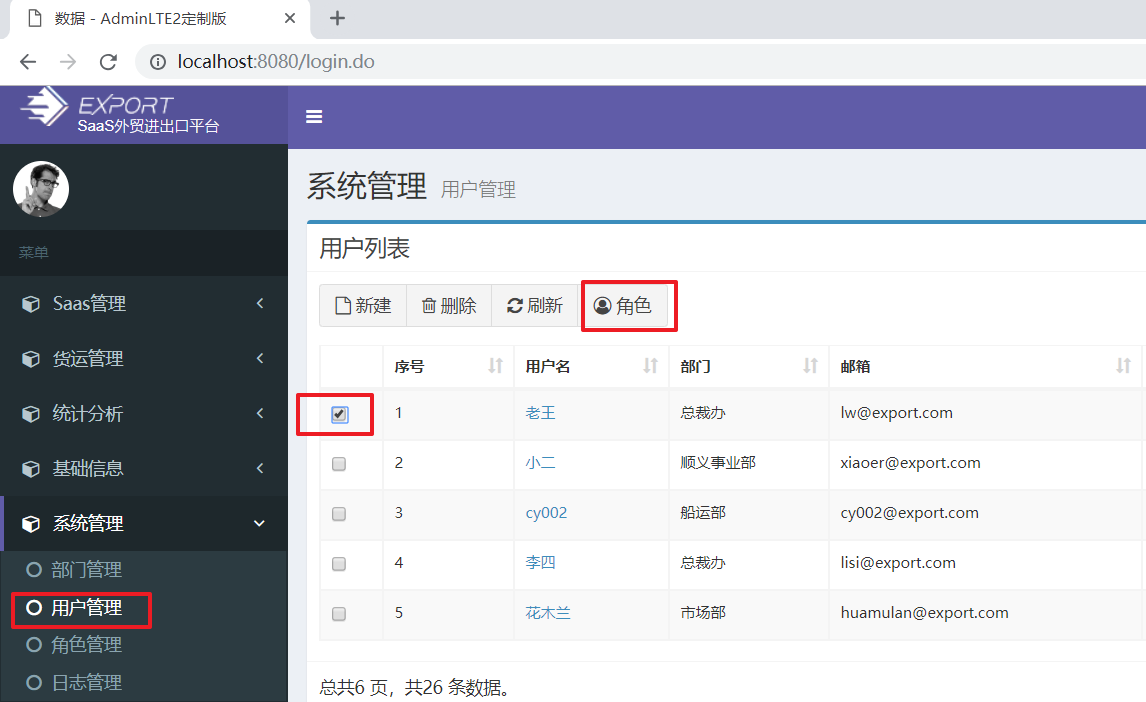 数据 - AdminLTE2定制版
localhost:8080/login.do
EXPORT
SaaS外贸进出口平台
菜单
Saas管理
货运管理
统计分析
基础信息
系统管理
部门管理
用户管理
角色管理
日志管理
系统管理 用户管理
用户列表
新建 删除 刷新 角色
序号 用户名 部门 邮箱
1 老王 总裁办 lw@export.com
2 小二 顺义事业部 xiaoer@export.com
3 cy002 船运部 cy002@export.com
4 李四 总裁办 lisi@export.com
5 花木兰 市场部 huamulan@export.com
总共6 页，共26 条数据。